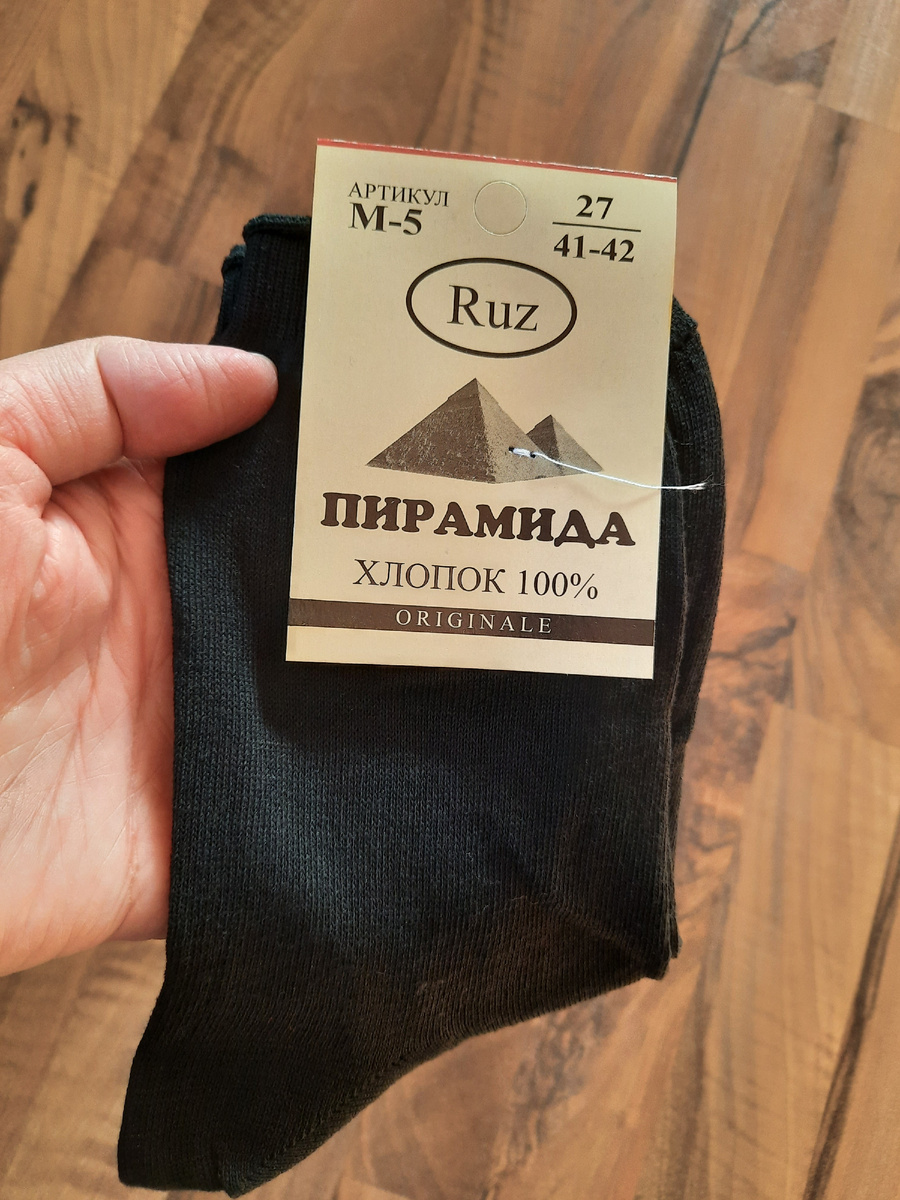 АРТИКУЛ
М-5
27
41-42
Ruz
ПИРАМИДА
ХЛОПОК 100%
ORIGINALE